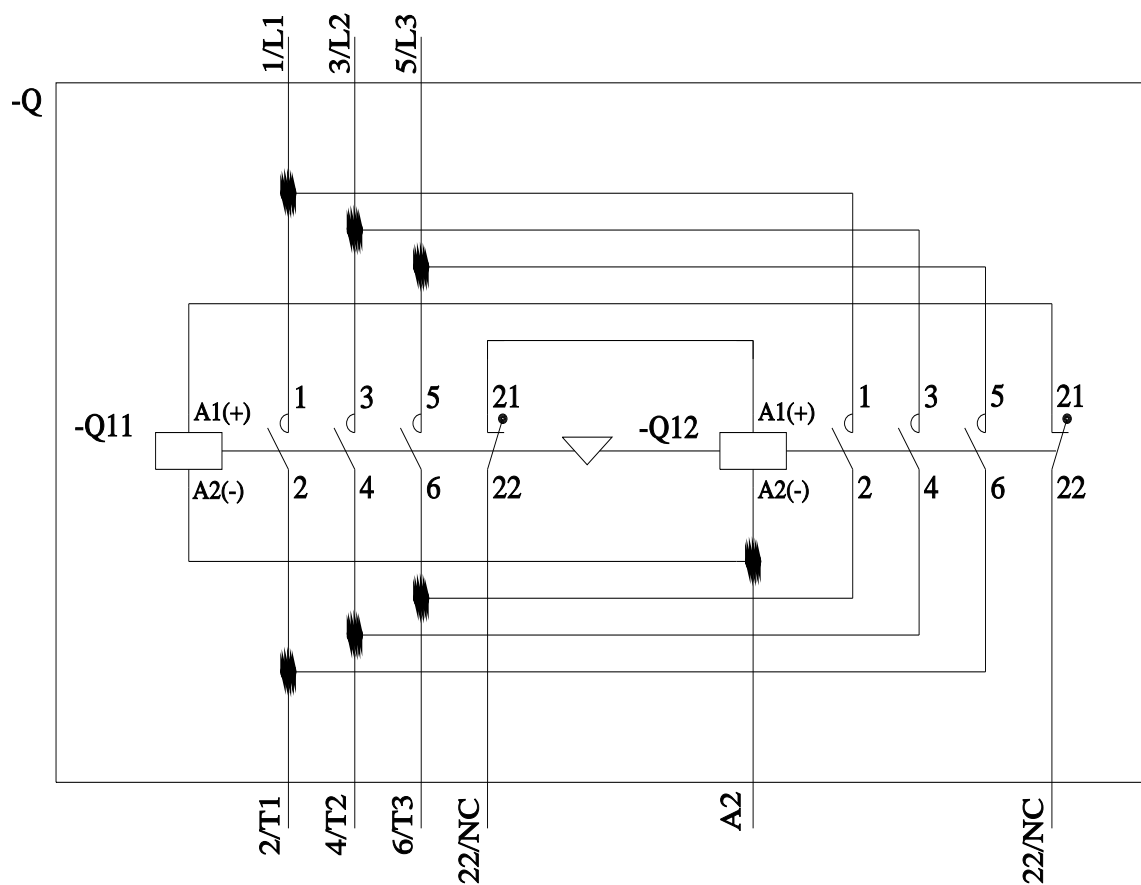 1/L1
3/L2
5/L3
-Q
1
3
5
21
1
3
5
21
-Q11
A1(+)
-Q12
A1(+)
A2(-)
2
4
6
22
A2(-)
2
4
6
22
2/T1
4/T2
6/T3
22/NC
A2
22/NC